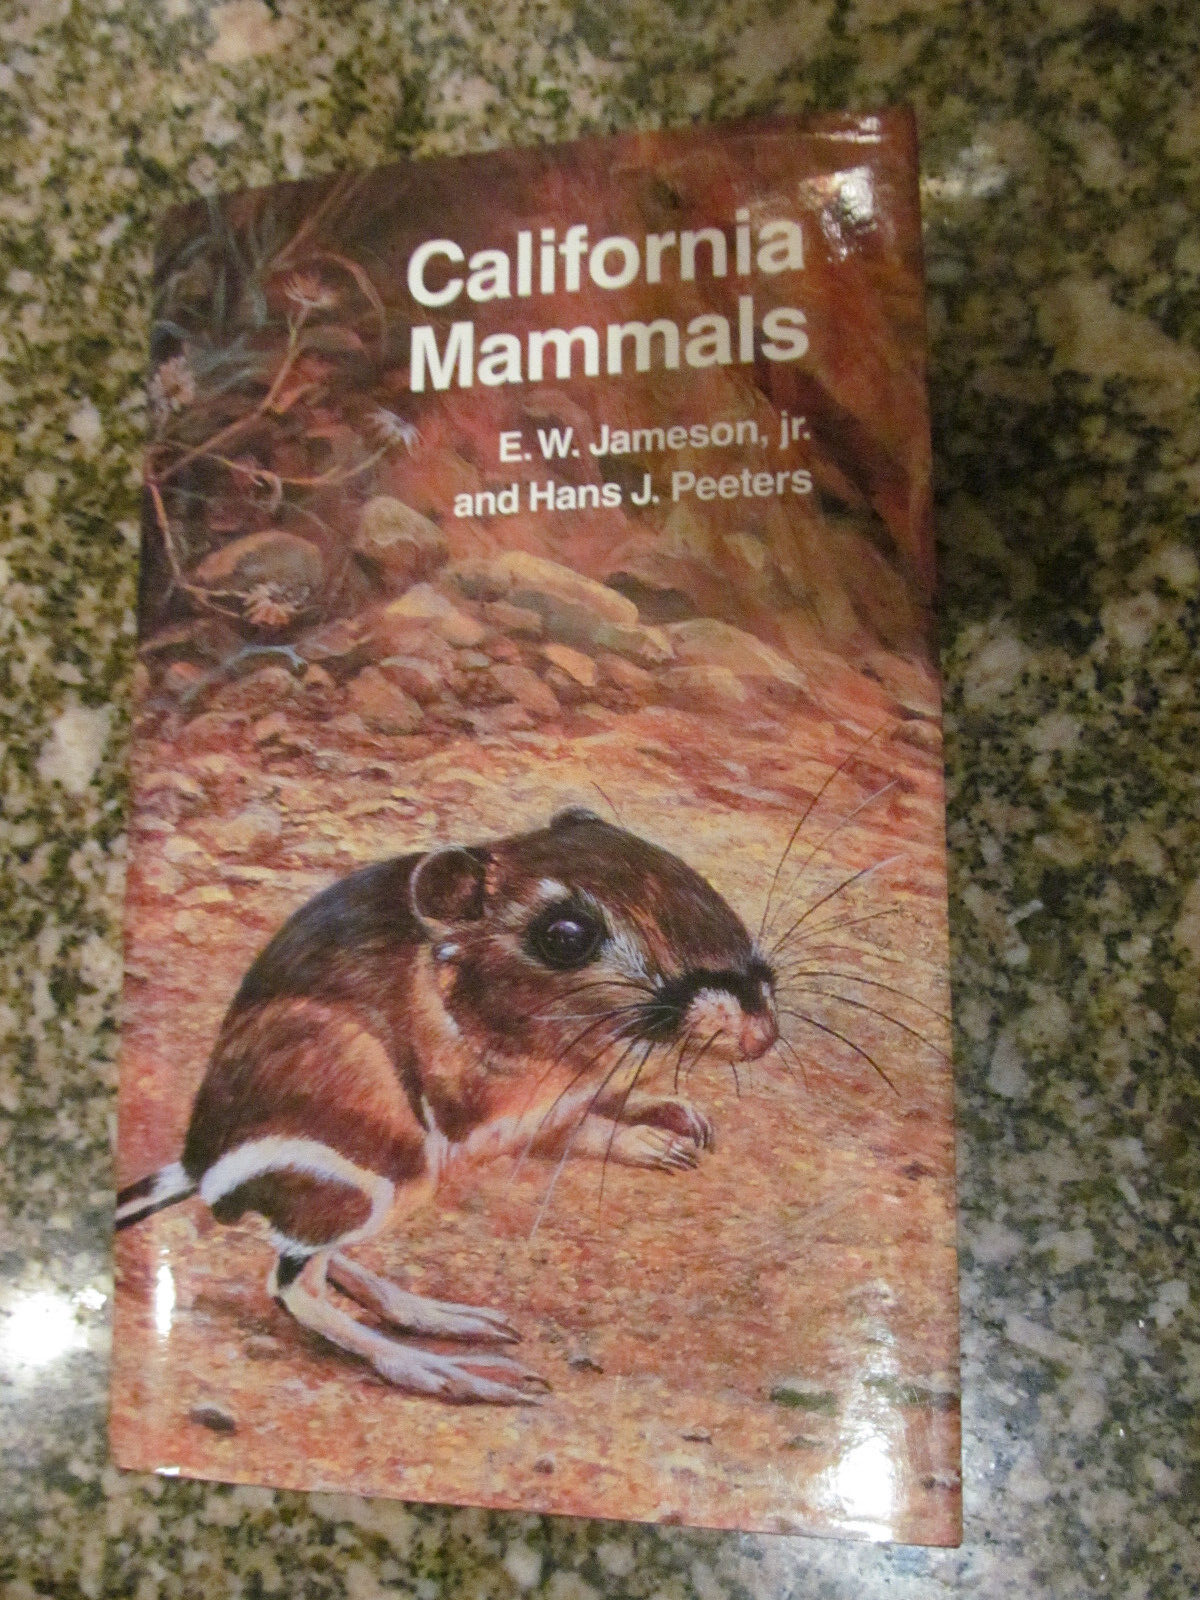 California
Mammals
E. W. Jameson, jr.
and Hans J. Peeters